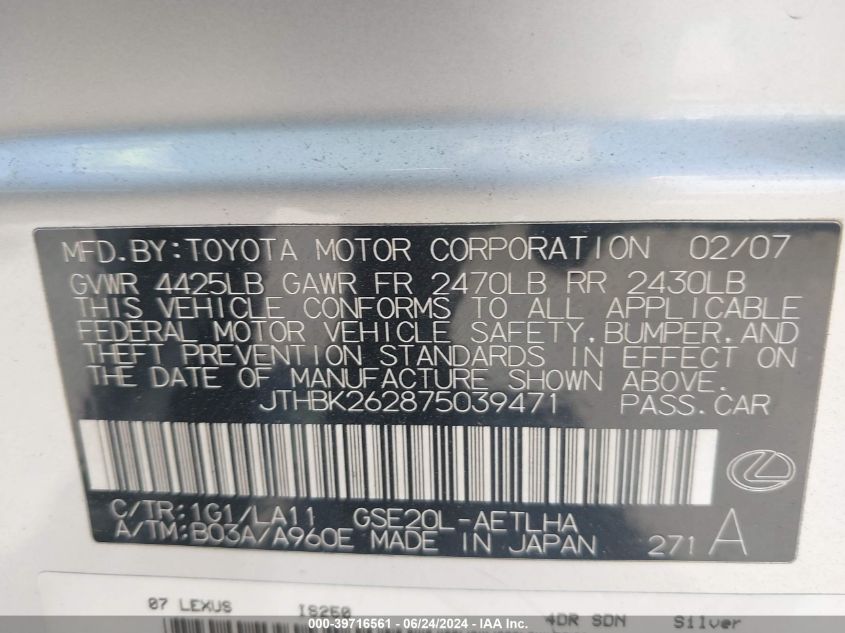 MFD.BY:TOYOTA MOTOR CORPORATION 02/07
GVWR 4425LB GAWR FR 2470LB RR 2430LB
THIS VEHICLE CONFORMS TO ALL APPLICABLE
FEDERAL MOTOR VEHICLE SAFETY,BUMPER,AND
THEFT PREVENTION STANDARDS IN EFFECT ON
THE DATE OF MANUFACTURE SHOWN ABOVE.
JTHBK262875039471 PASS.CAR
C/TR:1G1/LA11 GSE20L-AETLHA
A/TM:B03A/A960E MADE IN JAPAN 271 A
07 LEXUS IS250 4DR SDN Silver
000-39716561 - 06/24/2024 - IAA Inc.